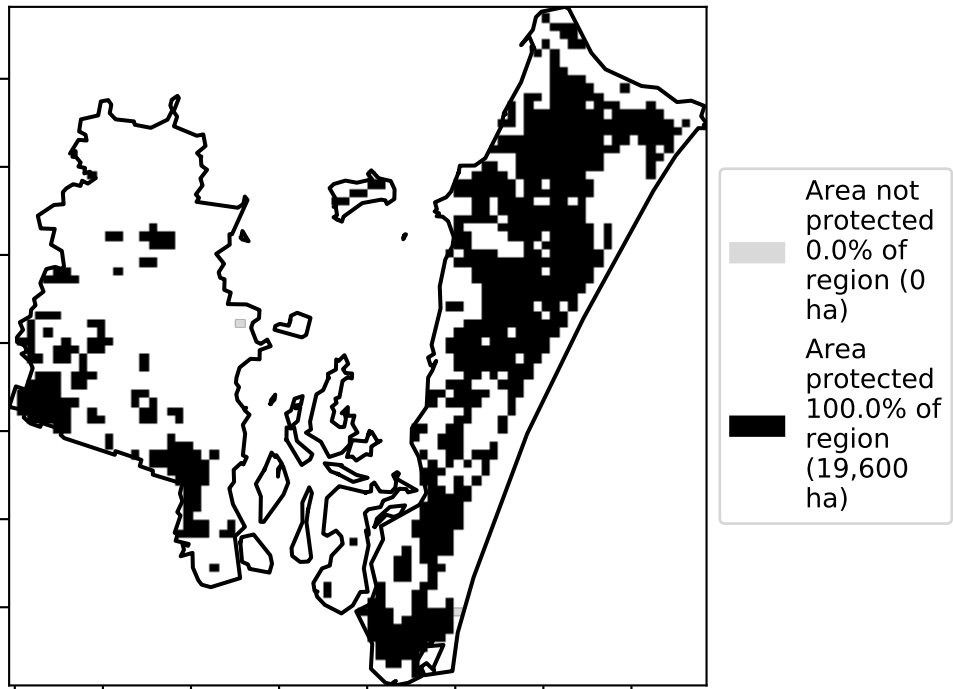 Area not
protected
0.0% of
region (0
ha)
Area
protected
100.0% of
region
(19,600
ha)